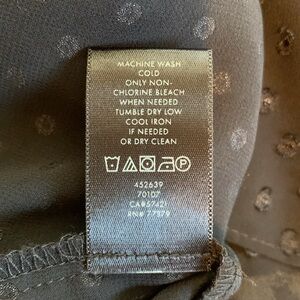 MACHINE WASH
COLD
ONLY NON-
CHLORINE BLEACH
WHEN NEEDED
TUMBLE DRY LOW
COOL IRON
IF NEEDED
OR DRY CLEAN
P
452639
70107
CA#57421
RN# 77379